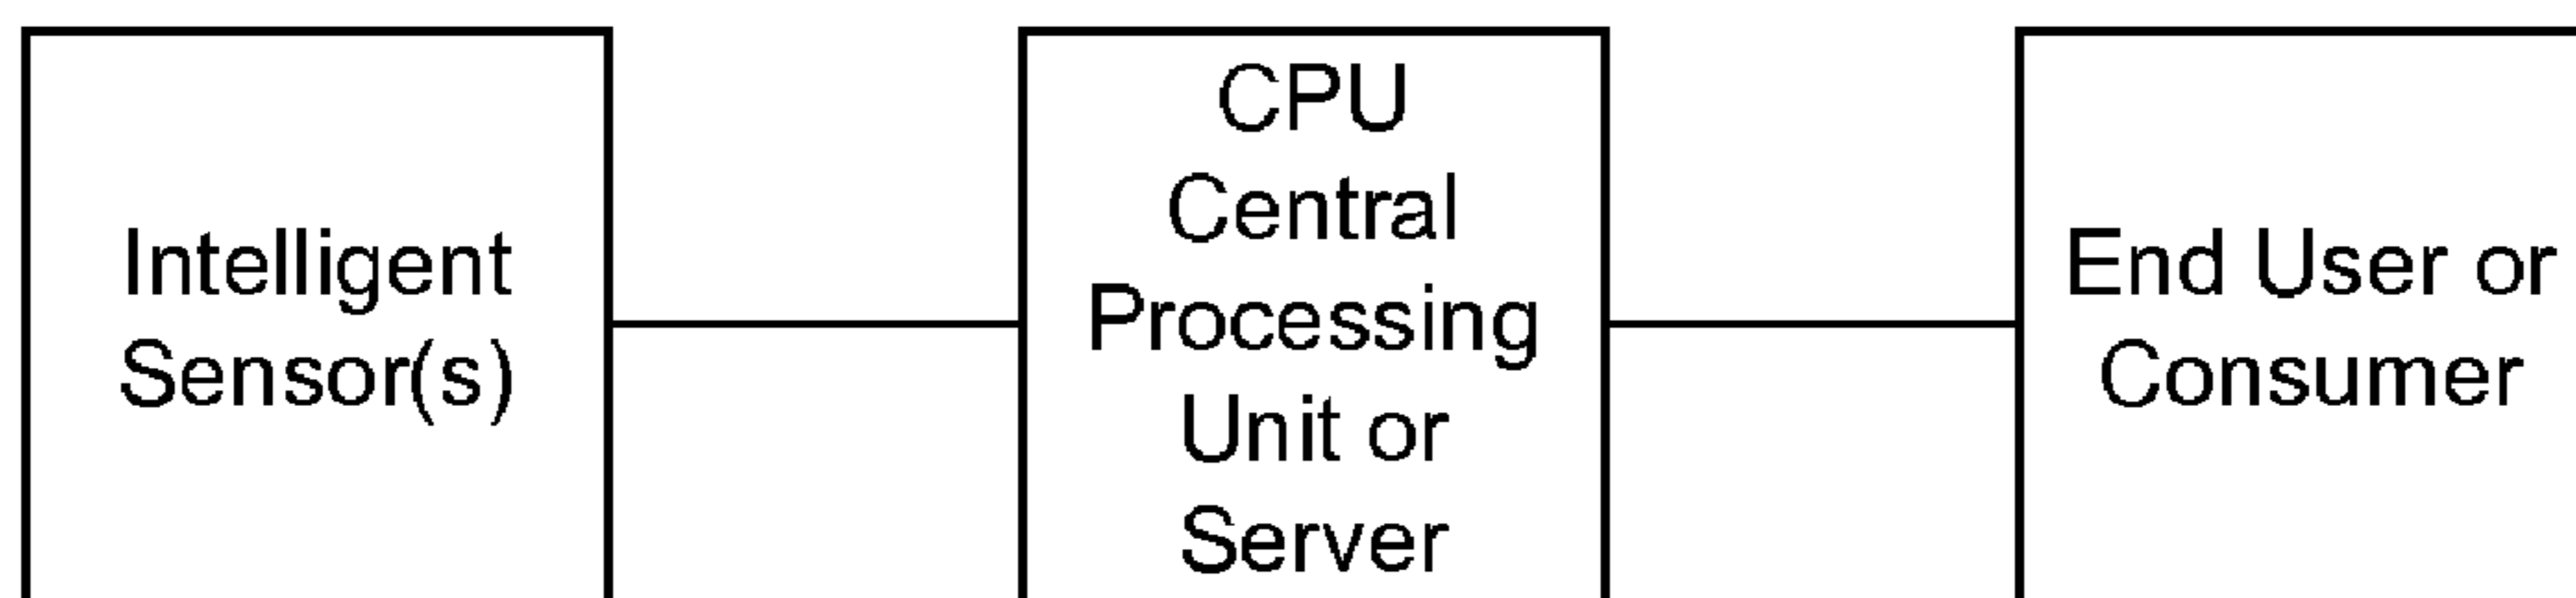 Intelligent
Sensor(s)
CPU
Central
Processing
Unit or
Server
End User or
Consumer